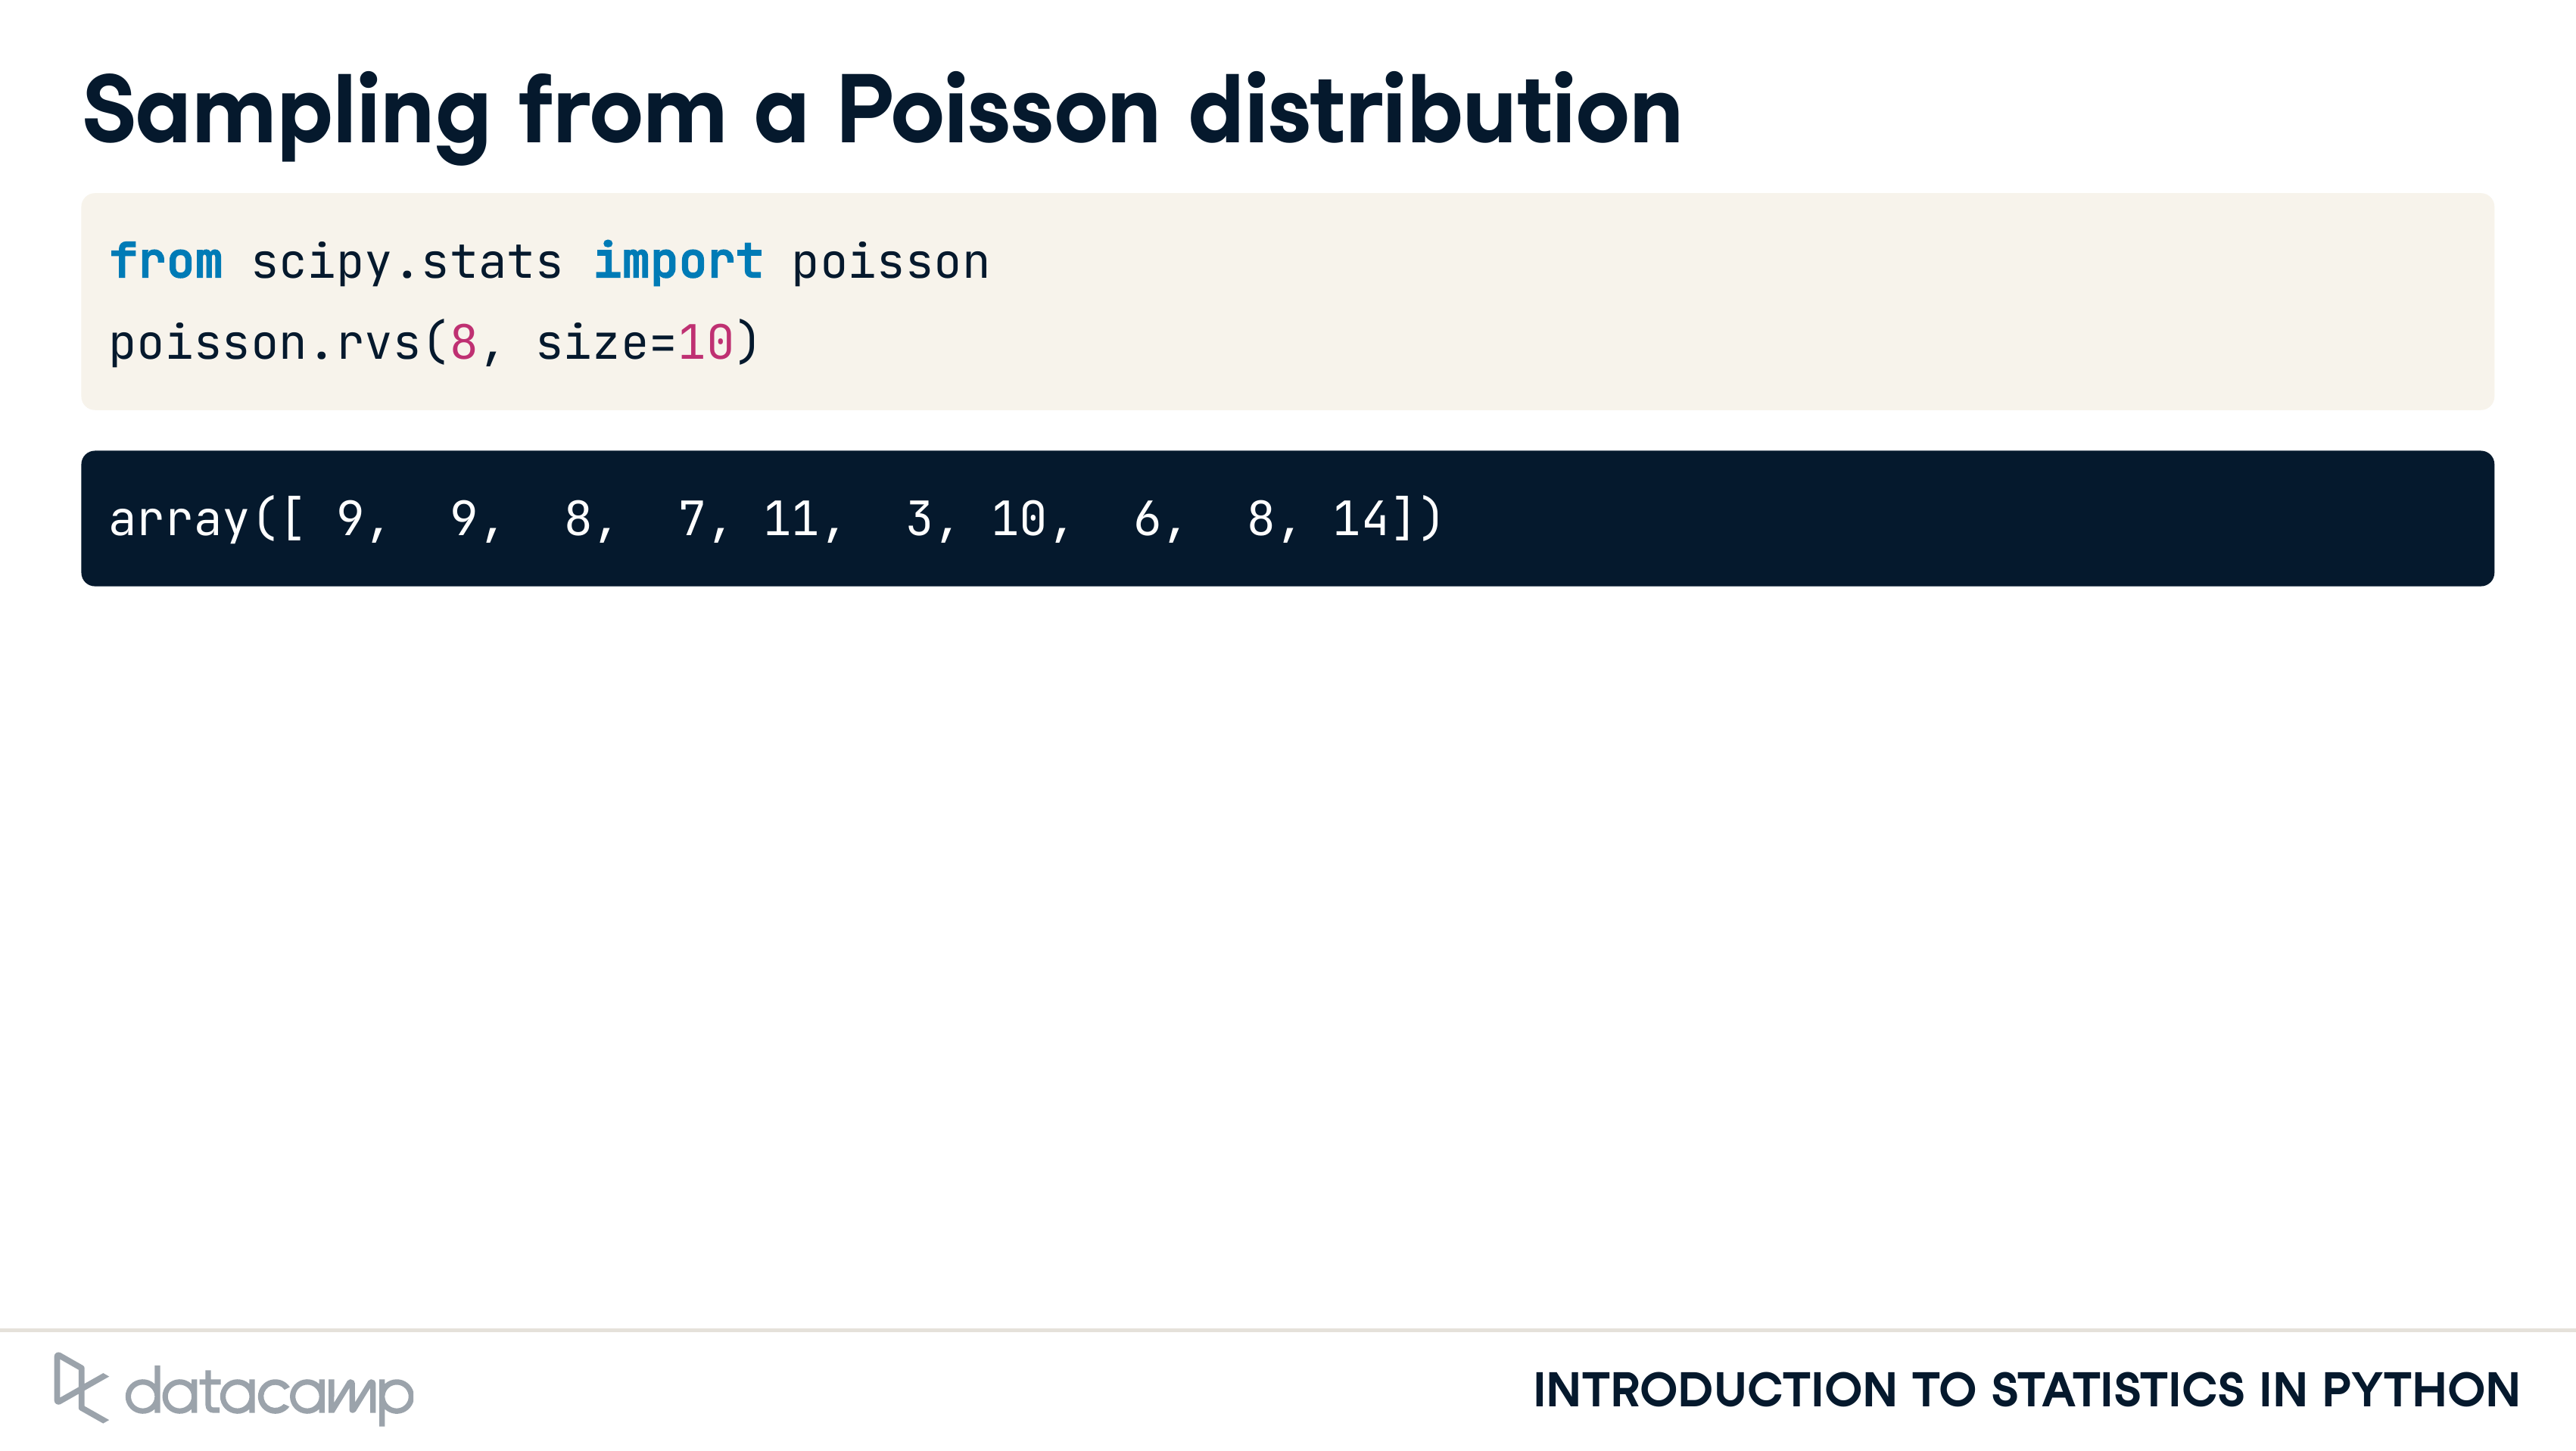 Sampling from a Poisson distribution
from scipy.stats import poisson
poisson.rvs(8, size=10)
array([ 9,  9,  8,  7, 11,  3, 10,  6,  8, 14])
datacamp
INTRODUCTION TO STATISTICS IN PYTHON